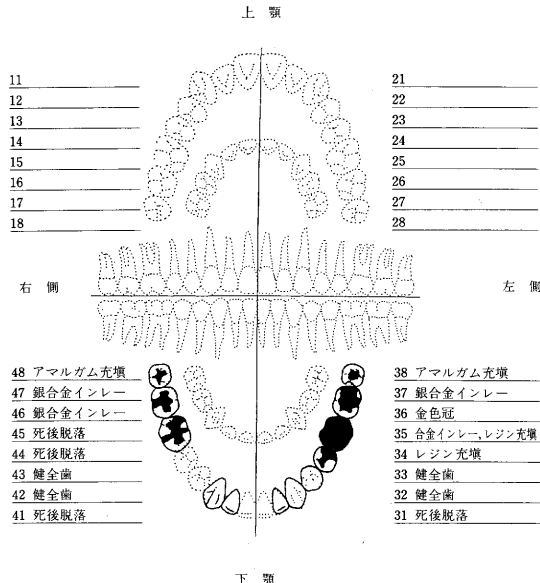 上 顎
11
12
13
14
15
16
17
18
21
22
23
24
25
26
27
28
右 側
左 側
48 アマルガム充塡
47 銀合金インレー
46 銀合金インレー
45 死後脱落
44 死後脱落
43 健全歯
42 健全歯
41 死後脱落
38 アマルガム充塡
37 銀合金インレー
36 金色冠
35 合金インレー, レジン充塡
34 レジン充塡
33 健全歯
32 健全歯
31 死後脱落
下 顎